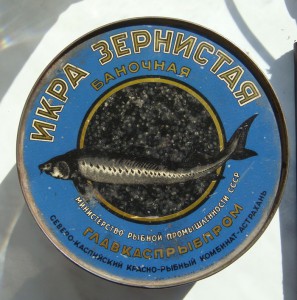 ИКРА ЗЕРНИСТАЯ
БАНОЧНАЯ
МИНИСТЕРСТВО РЫБНОЙ ПРОМЫШЛЕННОСТИ СССР
ГЛАВКАСПРЫБПРОМ
СЕВЕРО-КАСПИЙСКИЙ КРАСНО-РЫБНЫЙ КОМБИНАТ-АСТРАХАНЬ